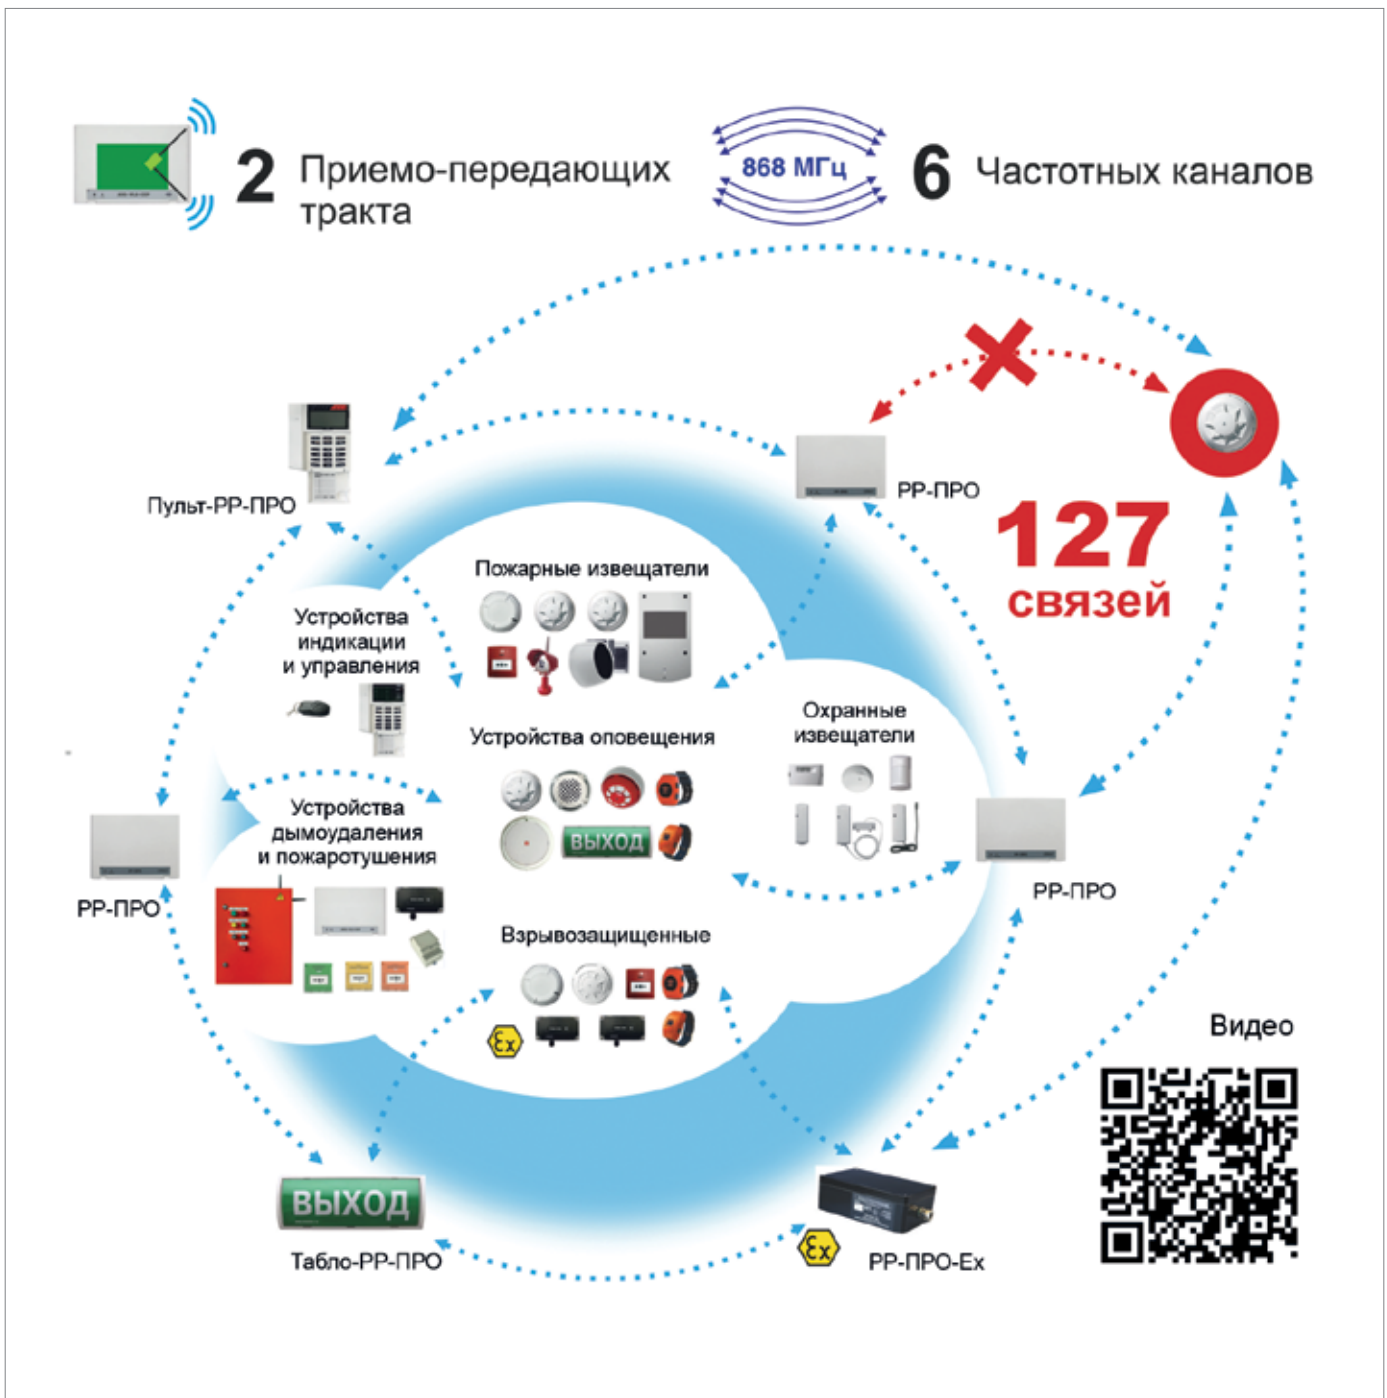 2 Приемо-передающих
тракта
868 МГц
6 Частотных каналов
Пульт-РР-ПРО
РР-ПРО
127
связей
Пожарные извещатели
Устройства
индикации
и управления
Охранные
извещатели
Устройства оповещения
ВЫХОД
Устройства
дымоудаления
и пожаротушения
РР-ПРО
РР-ПРО
Взрывозащищенные
Ex
Видео
ВЫХОД
Табло-РР-ПРО
Ex
РР-ПРО-Ex